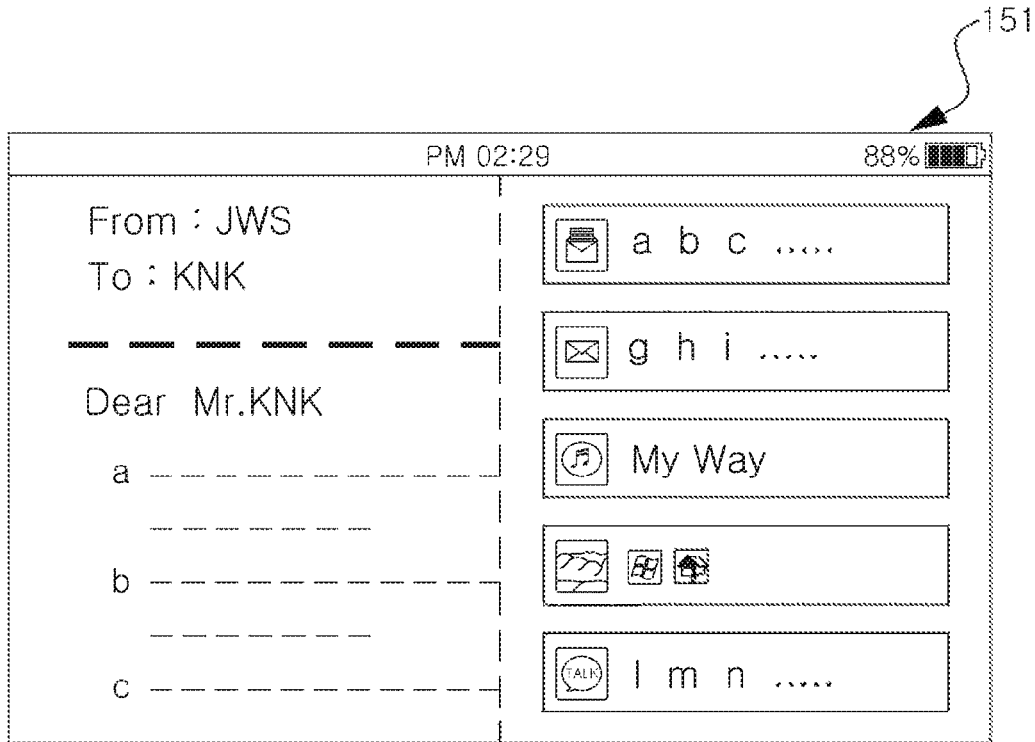 151
PM 02:29 88%
From : JWS
To : KNK
Dear Mr.KNK
a
b
c
a b c .....
g h i .....
My Way
TALK
l m n .....